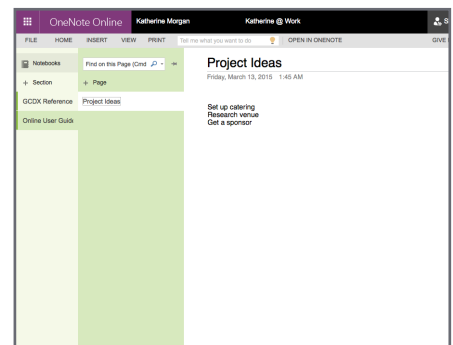 OneNote Online Katherine Morgan Katherine @ Work S
FILE HOME INSERT VIEW PRINT Tell me what you want to do OPEN IN ONENOTE GIVE
Notebooks
+ Section
GCDX Reference
Online User Guide
Find on this Page (Cmd
+ Page
Project Ideas
Project Ideas
Friday, March 13, 2015 1:45 AM
Set up catering
Research venue
Get a sponsor